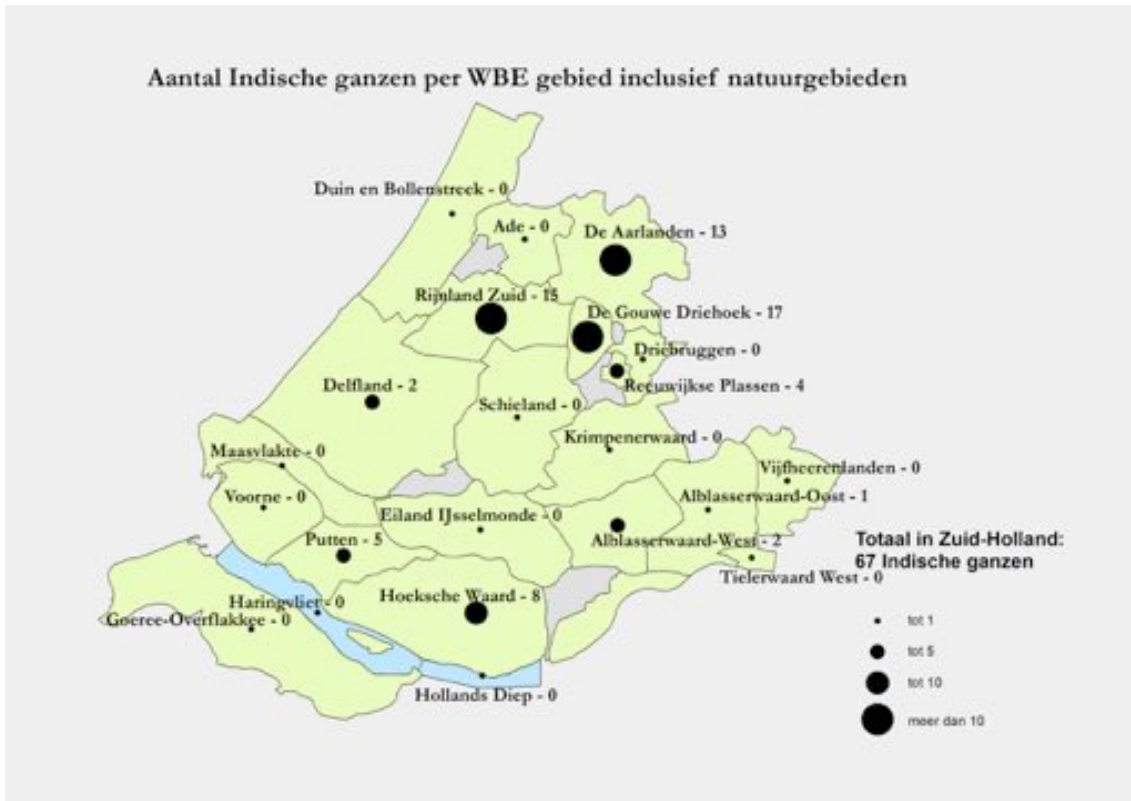 Aantal Indische ganzen per WBE gebied inclusief natuurgebieden
Duin en Bollenstreek - 0
Ade - 0
De Aarlanden - 13
Rijnland Zuid - 15
De Gouwe Driehoek - 17
Driebruggen - 0
Delfland - 2
Reeuwijkse Plassen - 4
Schieland - 0
Krimpenerwaard - 0
Maasvlakte - 0
Vijfheerenlanden - 0
Voorne - 0
Alblasserwaard-Oost - 1
Eiland IJsselmonde - 0
Putten - 5
Alblasserwaard-West - 2
Totaal in Zuid-Holland:
67 Indische ganzen
Tielerwaard West - 0
Hoeksche Waard - 8
Haringvliet - 0
Goeree-Overflakkee - 0
Hollands Diep - 0
tot 1
tot 5
tot 10
meer dan 10